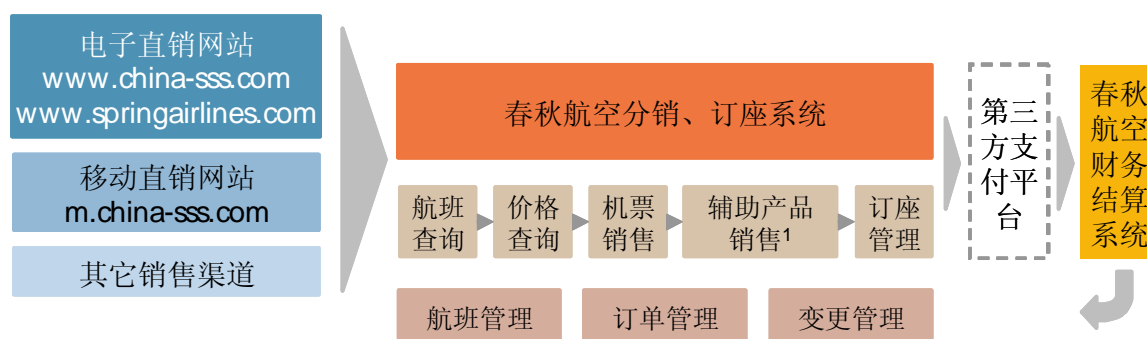 电子直销网站
www.china-sss.com
www.springairlines.com
移动直销网站
m.china-sss.com
其它销售渠道
春秋航空分销、订座系统
航班
查询
价格
查询
机票
销售
辅助产品
销售1
订座
管理
航班管理
订单管理
变更管理
第三
方支
付平
台
春秋
航空
财务
结算
系统